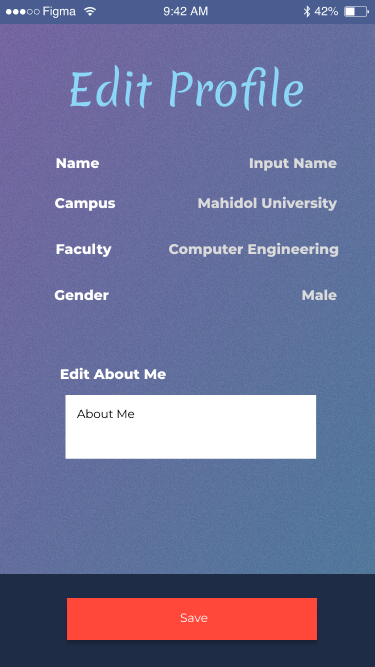 Figma 9:42 AM 42%
Edit Profile
Name Input Name
Campus Mahidol University
Faculty Computer Engineering
Gender Male
Edit About Me
About Me
Save